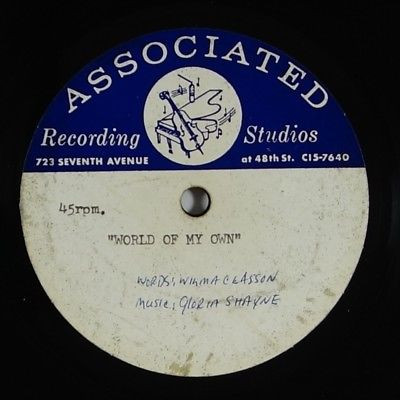 ASSOCIATED
Recording Studios
723 SEVENTH AVENUE at 48th St. CI5-7640
45rpm.
"WORLD OF MY OWN"
WORDS; WILMA CLASSON
MUSIC; GLORIA SHAYNE